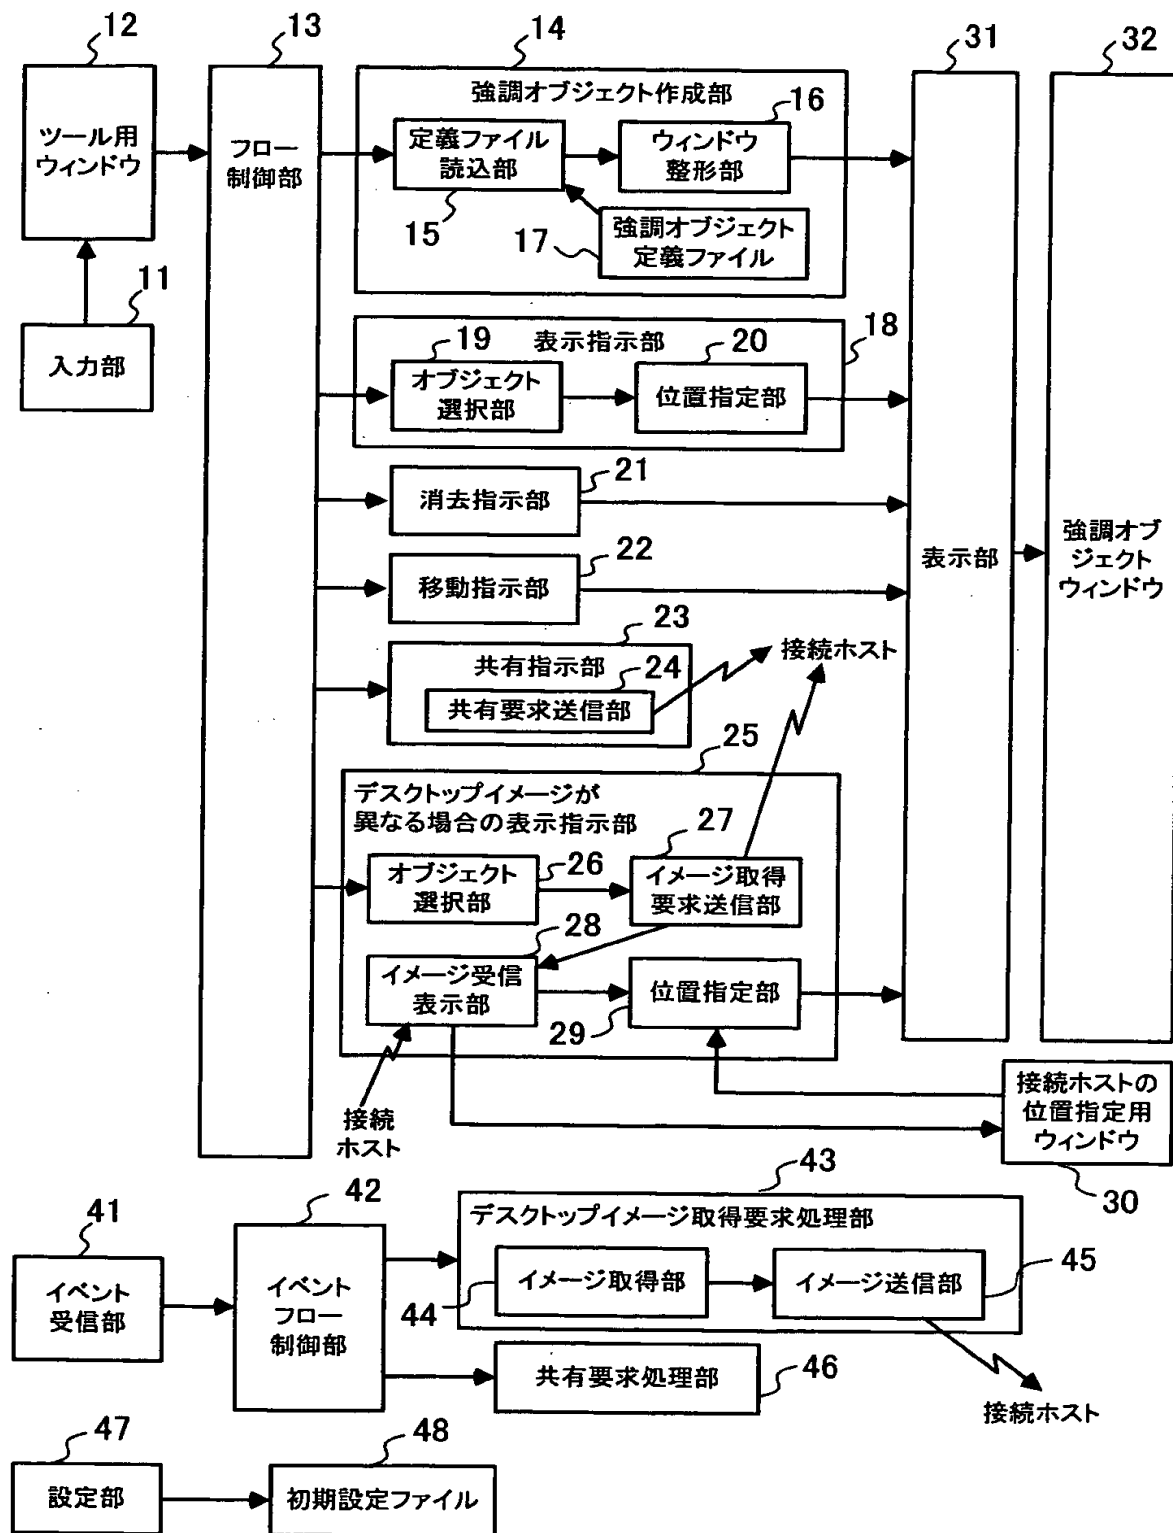 12
13
14
31
32
ツール用
ウィンドウ
フロー
制御部
強調オブジェクト作成部
16
定義ファイル
読込部
ウィンドウ
整形部
15
17
強調オブジェクト
定義ファイル
11
入力部
表示指示部
18
19
20
オブジェクト
選択部
位置指定部
21
消去指示部
22
移動指示部
表示部
強調オブ
ジェクト
ウィンドウ
23
共有指示部
24
共有要求送信部
接続ホスト
25
デスクトップイメージが
異なる場合の表示指示部
27
オブジェクト
選択部
26
イメージ取得
要求送信部
28
イメージ受信
表示部
位置指定部
29
接続
ホスト
接続ホストの
位置指定用
ウィンドウ
30
43
41
42
デスクトップイメージ取得要求処理部
イベント
受信部
イベント
フロー
制御部
イメージ取得部
44
イメージ送信部
45
共有要求処理部
46
接続ホスト
47
48
設定部
初期設定ファイル